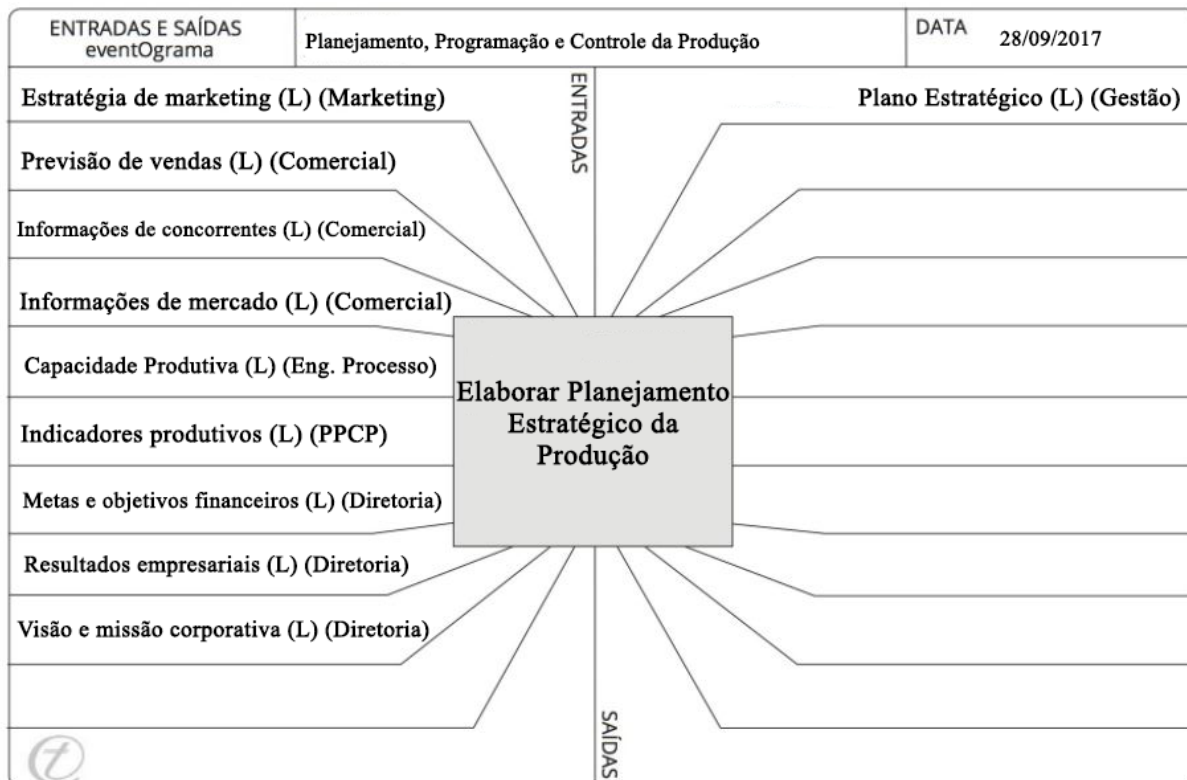 ENTRADAS E SAÍDAS
eventOgrama
Planejamento, Programação e Controle da Produção
DATA
28/09/2017
ENTRADAS
Estratégia de marketing (L) (Marketing)
Previsão de vendas (L) (Comercial)
Informações de concorrentes (L) (Comercial)
Informações de mercado (L) (Comercial)
Capacidade Produtiva (L) (Eng. Processo)
Indicadores produtivos (L) (PPCP)
Metas e objetivos financeiros (L) (Diretoria)
Resultados empresariais (L) (Diretoria)
Visão e missão corporativa (L) (Diretoria)
Elaborar Planejamento
Estratégico da
Produção
Plano Estratégico (L) (Gestão)
SAÍDAS